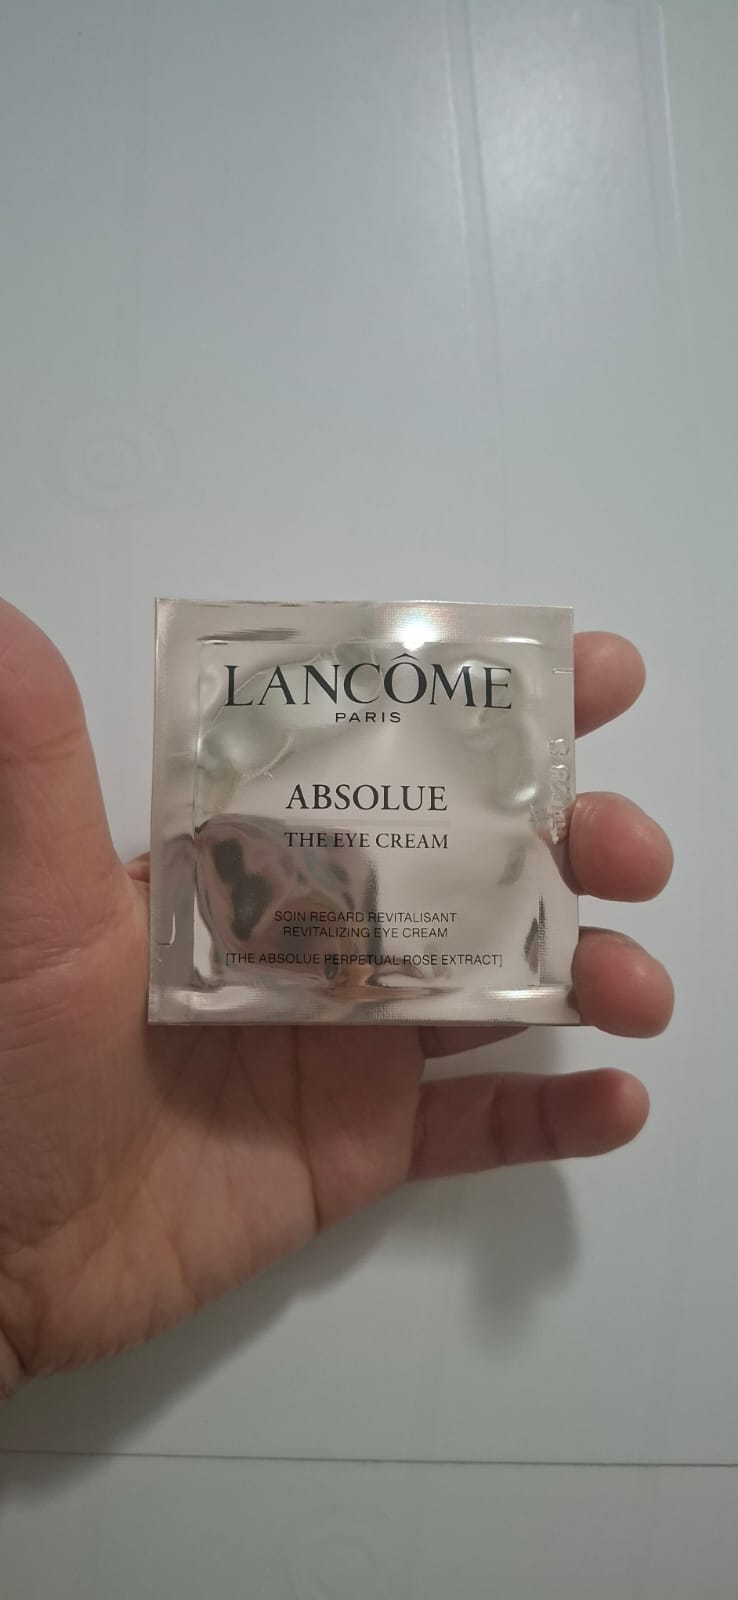 LANCÔME
PARIS
ABSOLUE
THE EYE CREAM
SOIN REGARD REVITALISANT
REVITALIZING EYE CREAM
[THE ABSOLUE PERPETUAL ROSE EXTRACT]